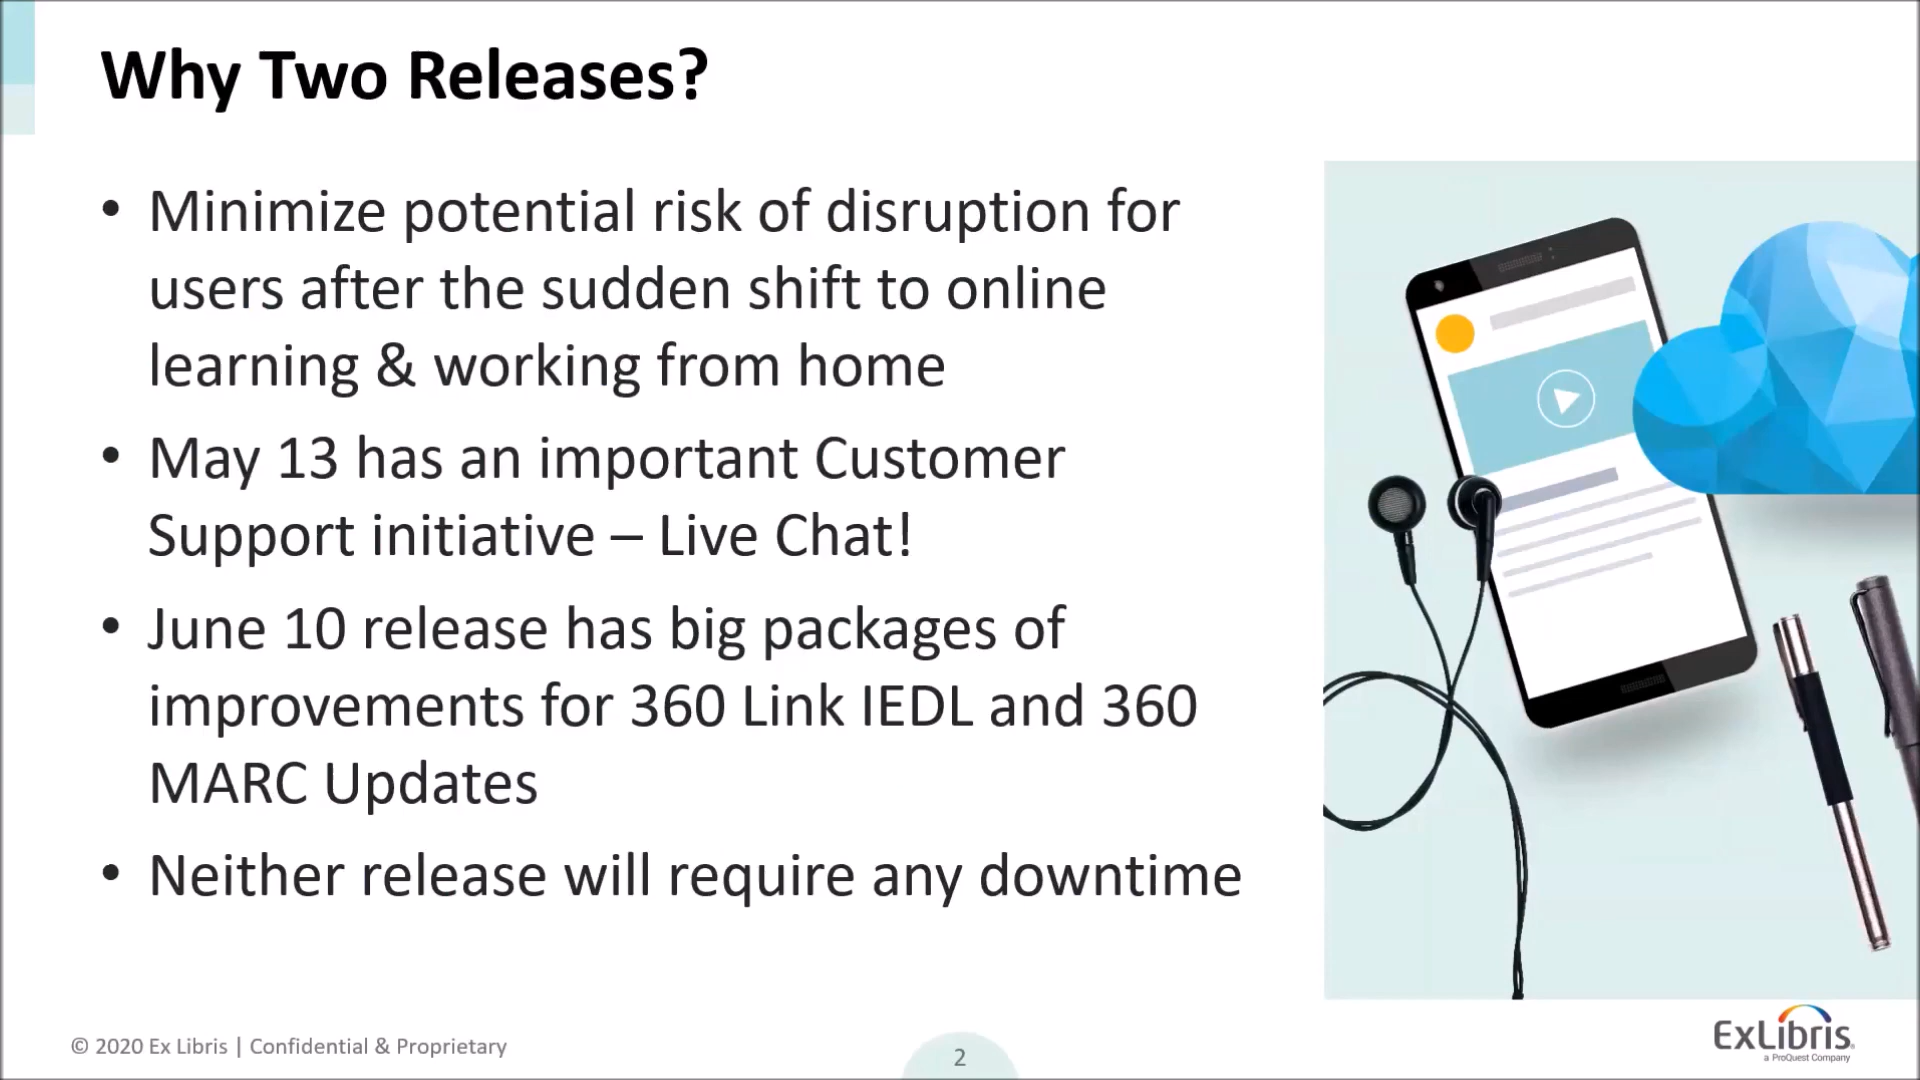 Why Two Releases?
• Minimize potential risk of disruption for
users after the sudden shift to online
learning & working from home
• May 13 has an important Customer
Support initiative – Live Chat!
• June 10 release has big packages of
improvements for 360 Link IEDL and 360
MARC Updates
• Neither release will require any downtime
© 2020 Ex Libris | Confidential & Proprietary
2
ExLibris
a ProQuest Company